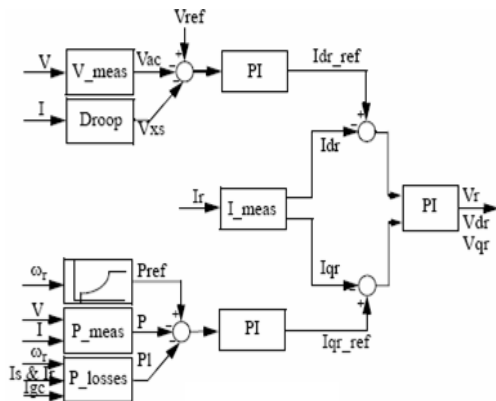 Vref
V
V_meas
Vac
PI
Idr_ref
I
Droop
Vxs
Idr
Ir
I_meas
PI
Vr
Vdr
Vqr
Iqr
ωr
Pref
V
I
P_meas
P
PI
Iqr_ref
ωr
Is & Ir
Igc
P_losses
Pl